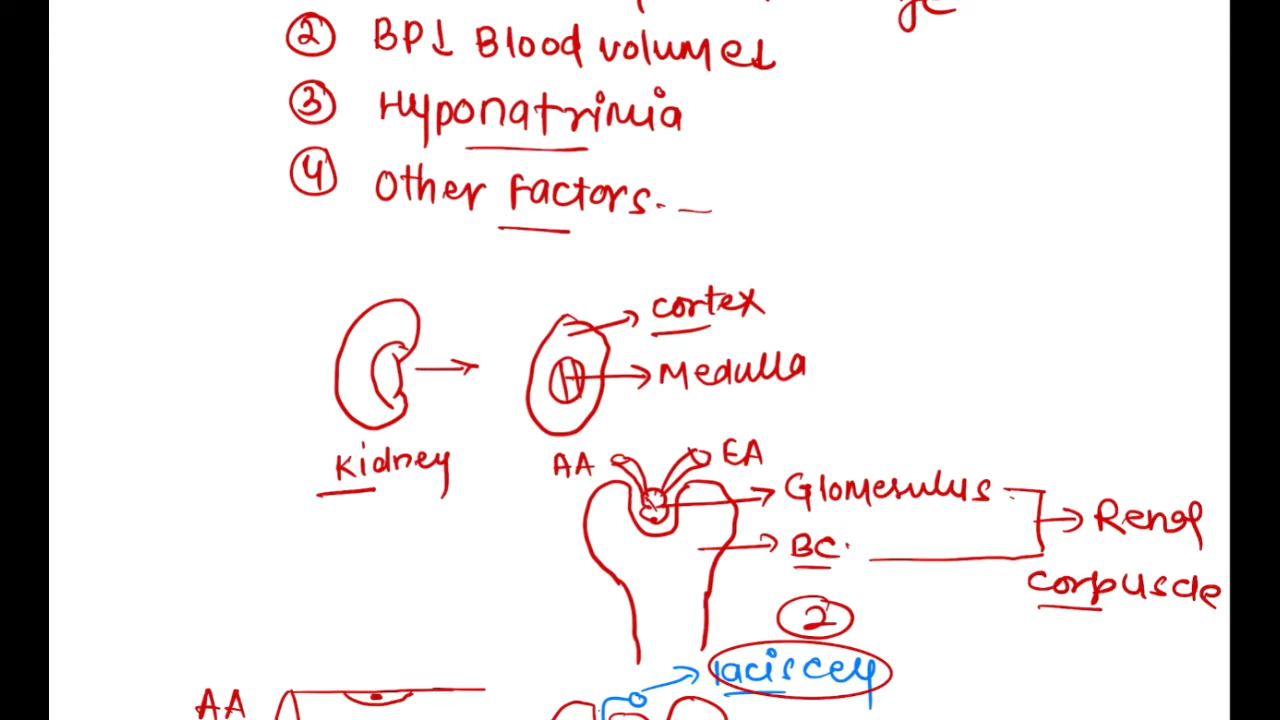 ② BP↓ Blood volume↓
③ Hyponatrimia
④ Other Factors.
cortex
Medulla
Kidney
AA EA
Glomerulus
BC.
Renal
corpuscle
②
lacis cell
AA